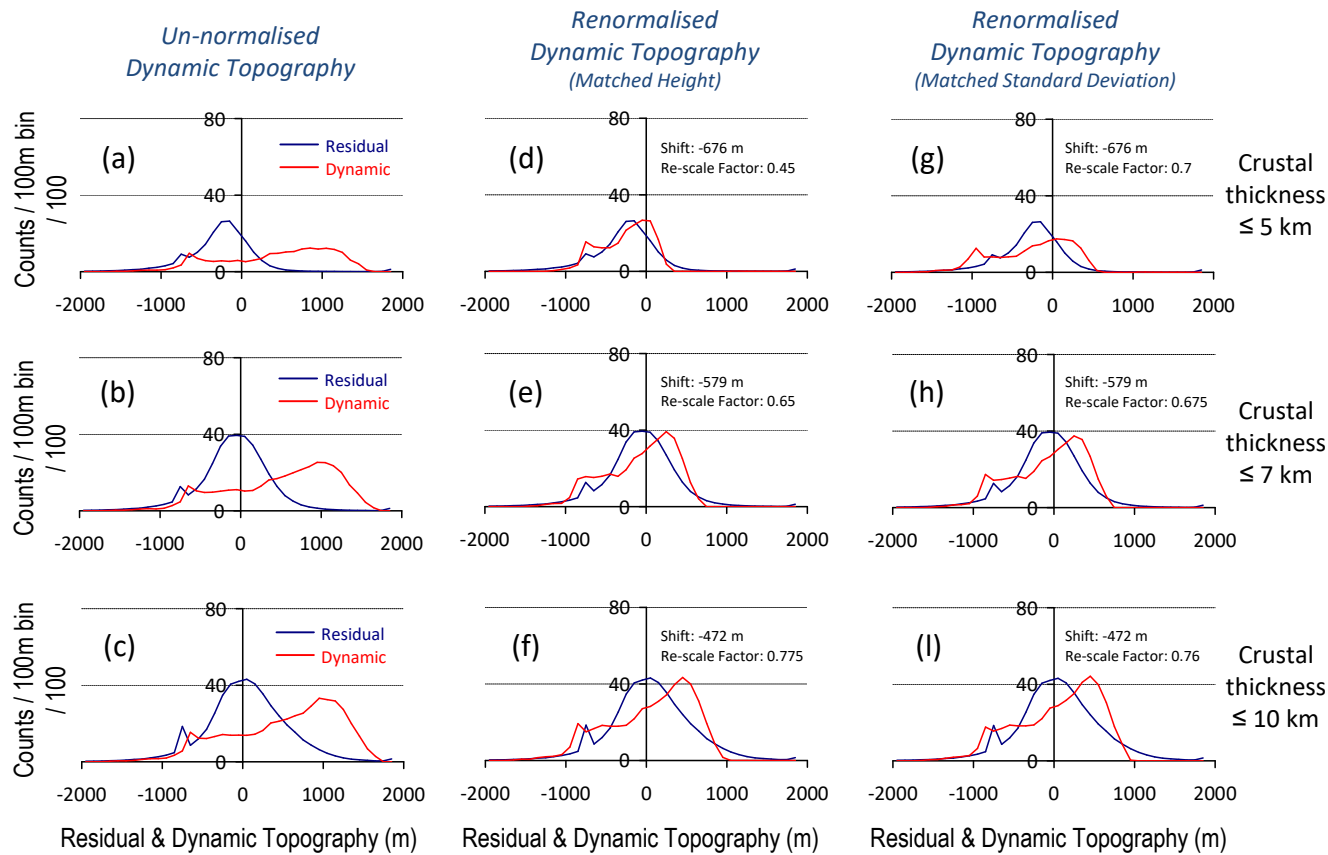 Un-normalised
Dynamic Topography
Renormalised
Dynamic Topography
(Matched Height)
Renormalised
Dynamic Topography
(Matched Standard Deviation)
Counts / 100m bin
/ 100
80
40
0
(a)
Residual
Dynamic
-2000 -1000 0 1000 2000
80
40
0
(d)
Shift: -676 m
Re-scale Factor: 0.45
-2000 -1000 0 1000 2000
80
40
0
(g)
Shift: -676 m
Re-scale Factor: 0.7
-2000 -1000 0 1000 2000
Crustal
thickness
≤ 5 km
Counts / 100m bin
/ 100
80
40
0
(b)
Residual
Dynamic
-2000 -1000 0 1000 2000
80
40
0
(e)
Shift: -579 m
Re-scale Factor: 0.65
-2000 -1000 0 1000 2000
80
40
0
(h)
Shift: -579 m
Re-scale Factor: 0.675
-2000 -1000 0 1000 2000
Crustal
thickness
≤ 7 km
Counts / 100m bin
/ 100
80
40
0
(c)
Residual
Dynamic
-2000 -1000 0 1000 2000
80
40
0
(f)
Shift: -472 m
Re-scale Factor: 0.775
-2000 -1000 0 1000 2000
80
40
0
(l)
Shift: -472 m
Re-scale Factor: 0.76
-2000 -1000 0 1000 2000
Crustal
thickness
≤ 10 km
Residual & Dynamic Topography (m)
Residual & Dynamic Topography (m)
Residual & Dynamic Topography (m)